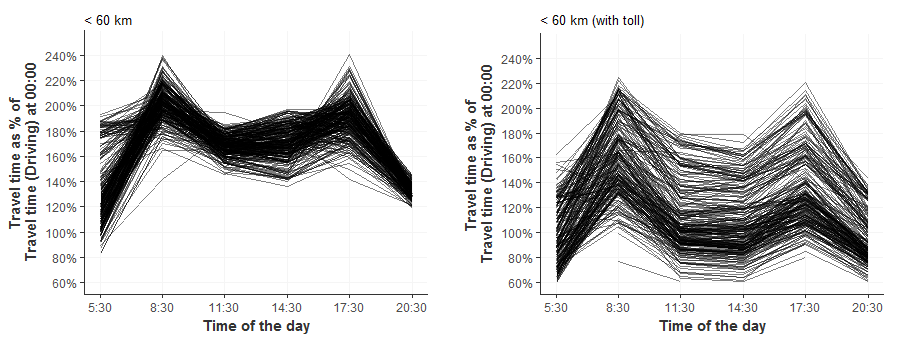 < 60 km
240%
220%
200%
180%
160%
140%
120%
100%
80%
60%
Travel time as % of
Travel time (Driving) at 00:00
5:30 8:30 11:30 14:30 17:30 20:30
Time of the day
< 60 km (with toll)
240%
220%
200%
180%
160%
140%
120%
100%
80%
60%
Travel time as % of
Travel time (Driving) at 00:00
5:30 8:30 11:30 14:30 17:30 20:30
Time of the day